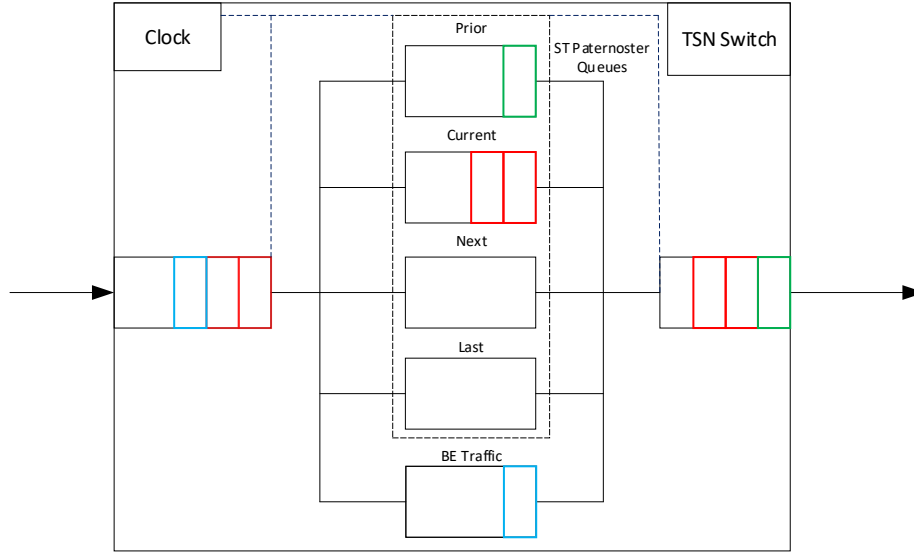 Clock
Prior
ST Paternoster
Queues
TSN Switch
Current
Next
Last
BE Traffic